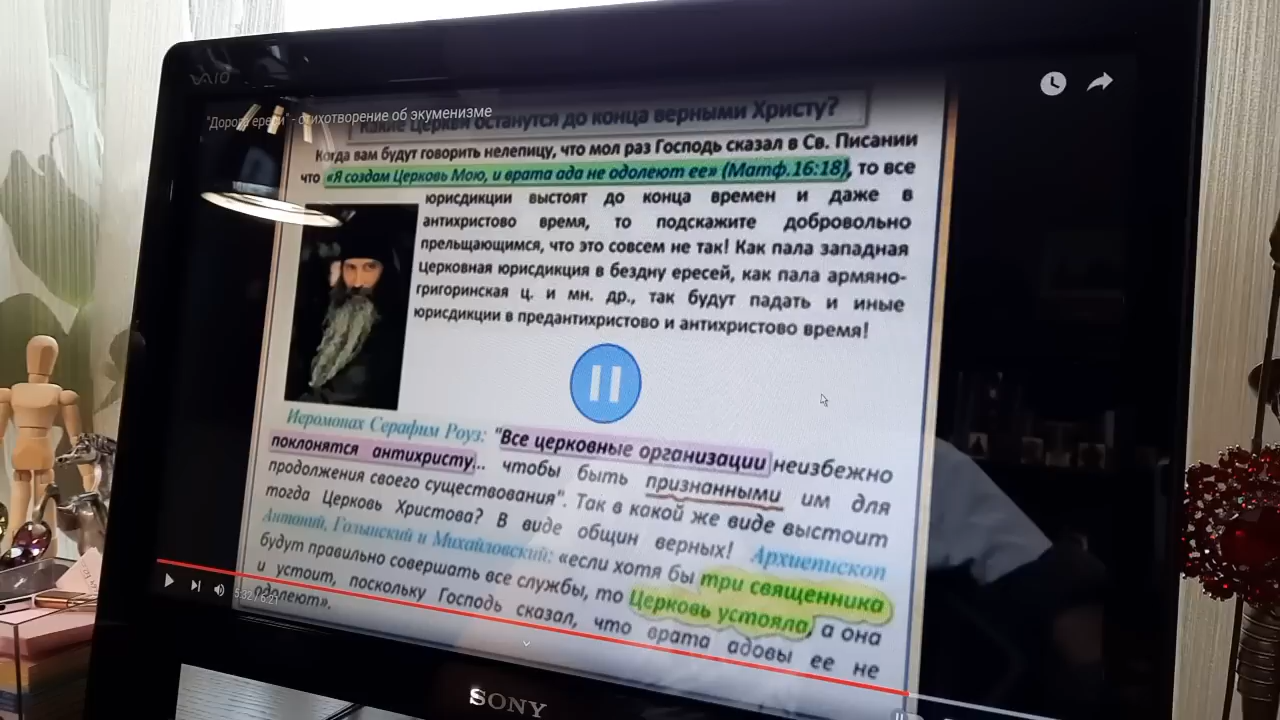 VAIO
"Дорога ереси" - стихотворение об экуменизме
Какие Церкви останутся до конца верными Христу?
Когда вам будут говорить нелепицу, что мол раз Господь сказал в Св. Писании
что «Я создам Церковь Мою, и врата ада не одолеют ее» (Матф.16:18), то все
юрисдикции выстоят до конца времен и даже в
антихристово время, то подскажите добровольно
прельщающимся, что это совсем не так! Как пала западная
Церковная юрисдикция в бездну ересей, как пала армяно-
григоринская ц. и мн. др., так будут падать и иные
юрисдикции в предантихристово и антихристово время!
Иеромонах Серафим Роуз: "Все церковные организации неизбежно
поклонятся антихристу... чтобы быть признанными им для
продолжения своего существования". Так в какой же виде выстоит
тогда Церковь Христова? В виде общин верных! Архиепископ
Антоний, Голынский и Михайловский: «если хотя бы три священника
будут правильно совершать все службы, то Церковь устояла, а она
и устоит, поскольку Господь сказал, что врата адовы ее не
одолеют».
5:32 / 6:21
SONY